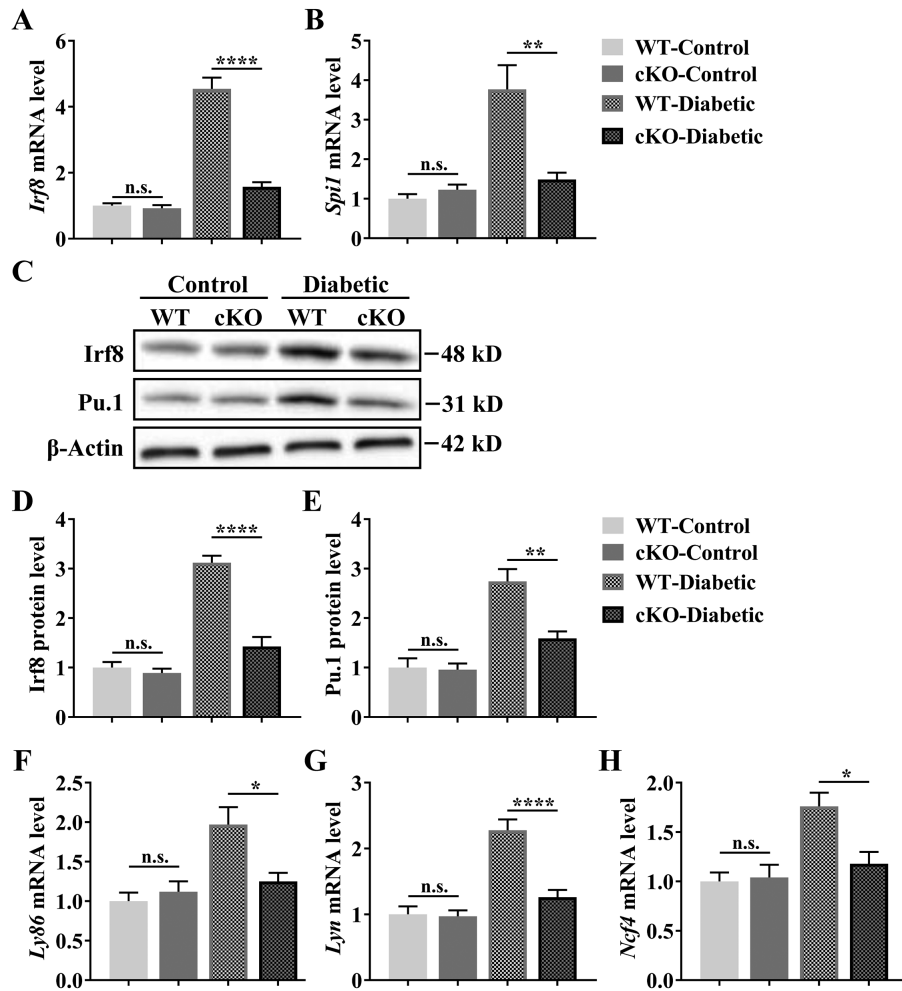 A
Irf8 mRNA level
6
4
2
0
n.s.
****
B
Spi1 mRNA level
5
4
3
2
1
0
n.s.
**
WT-Control
cKO-Control
WT-Diabetic
cKO-Diabetic
C
Control Diabetic
WT cKO WT cKO
Irf8 48 kD
Pu.1 31 kD
β-Actin 42 kD
D
Irf8 protein level
4
3
2
1
0
n.s.
****
E
Pu.1 protein level
4
3
2
1
0
n.s.
**
WT-Control
cKO-Control
WT-Diabetic
cKO-Diabetic
F
Ly86 mRNA level
2.5
2.0
1.5
1.0
0.5
0.0
n.s.
*
G
Lyn mRNA level
3
2
1
0
n.s.
****
H
Ncf4 mRNA level
2.0
1.5
1.0
0.5
0.0
n.s.
*